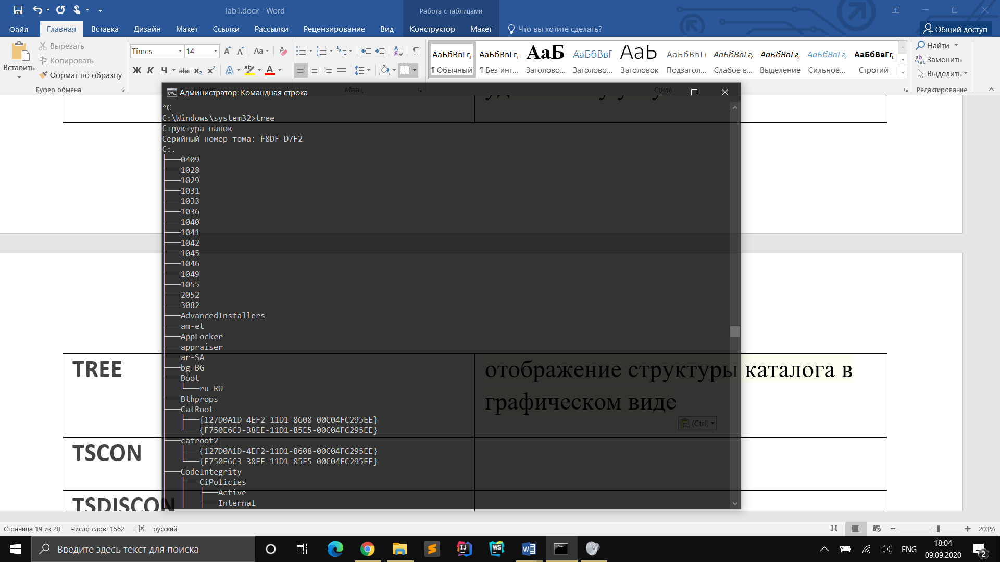 lab1.docx - Word
Работа с таблицами
Файл Главная Вставка Дизайн Макет Ссылки Рассылки Рецензирование Вид Конструктор Макет Что вы хотите сделать? Общий доступ
Вставить
Вырезать
Копировать
Формат по образцу
Буфер обмена
Times 14
Ж К Ч abc x₂ x²
Абзац
АаБбВвГг, АаБбВвГг, АаБ АаБбВвГ АаЬ АаБбВвГг АаБбВвГг, АаБбВвГг, АаБбВвГг, АаБбВвГг,
¶ Обычный ¶ Без инт... Заголово... Заголово... Заголовок Подзагол... Слабое в... Выделение Сильное... Строгий
Стили
Найти
Заменить
Выделить
Редактирование
Администратор: Командная строка
^C
C:\Windows\system32>tree
Структура папок
Серийный номер тома: F8DF-D7F2
C:.
├───0409
├───1028
├───1029
├───1031
├───1033
├───1036
├───1040
├───1041
├───1042
├───1045
├───1046
├───1049
├───1055
├───2052
├───3082
├───AdvancedInstallers
├───am-et
├───AppLocker
├───appraiser
├───ar-SA
├───bg-BG
├───Boot
│   └───ru-RU
├───Bthprops
├───CatRoot
│   ├───{127D0A1D-4EF2-11D1-8608-00C04FC295EE}
│   └───{F750E6C3-38EE-11D1-85E5-00C04FC295EE}
├───catroot2
│   ├───{127D0A1D-4EF2-11D1-8608-00C04FC295EE}
│   └───{F750E6C3-38EE-11D1-85E5-00C04FC295EE}
├───CodeIntegrity
│   ├───CiPolicies
│   │   ├───Active
│   │   ├───Internal
TREE
отображение структуры каталога в
графическом виде
(Ctrl)
TSCON
TSDISCON
Страница 19 из 20 Число слов: 1562 русский 203%
Введите здесь текст для поиска
ENG
18:04
09.09.2020
2